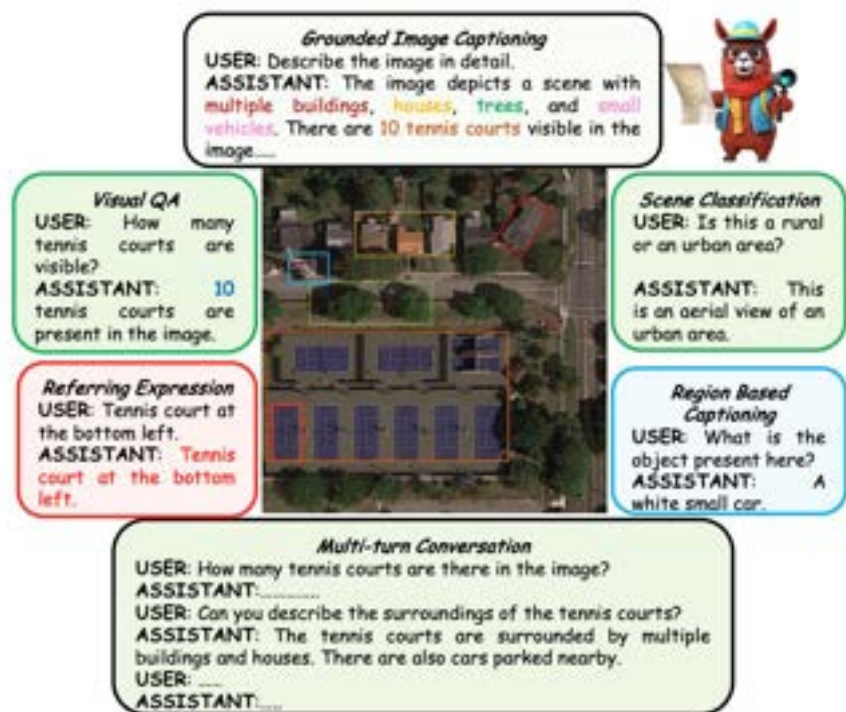 Grounded Image Captioning
USER: Describe the image in detail.
ASSISTANT: The image depicts a scene with
multiple buildings, houses, trees, and small
vehicles. There are 10 tennis courts visible in the
image.....
Visual QA
USER: How many
tennis courts are
visible?
ASSISTANT: 10
tennis courts are
present in the image.
Scene Classification
USER: Is this a rural
or an urban area?
ASSISTANT: This
is an aerial view of an
urban area.
Referring Expression
USER: Tennis court at
the bottom left.
ASSISTANT: Tennis
court at the bottom
left.
Region Based
Captioning
USER: What is the
object present here?
ASSISTANT: A
white small car.
Multi-turn Conversation
USER: How many tennis courts are there in the image?
ASSISTANT:...............
USER: Can you describe the surroundings of the tennis courts?
ASSISTANT: The tennis courts are surrounded by multiple
buildings and houses. There are also cars parked nearby.
USER: .....
ASSISTANT:.....